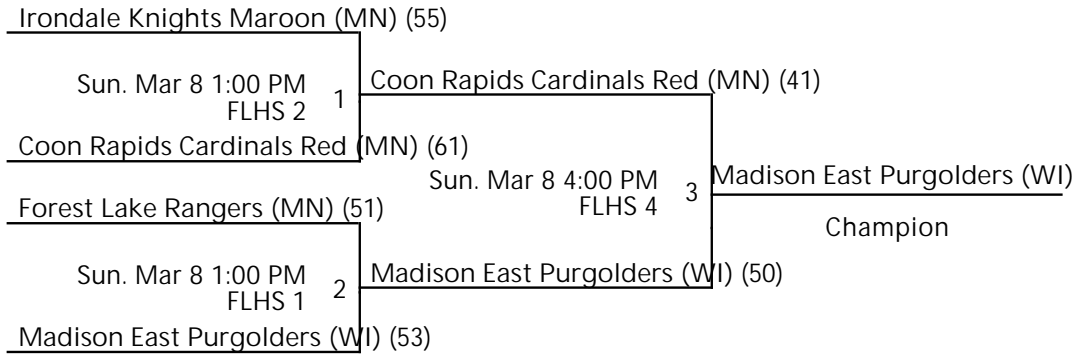 Irondale Knights Maroon (MN) (55)
Sun. Mar 8 1:00 PM
FLHS 2
1
Coon Rapids Cardinals Red (MN) (41)
Coon Rapids Cardinals Red (MN) (61)
Sun. Mar 8 4:00 PM
FLHS 4
3
Madison East Purgolders (WI)
Champion
Forest Lake Rangers (MN) (51)
Sun. Mar 8 1:00 PM
FLHS 1
2
Madison East Purgolders (WI) (50)
Madison East Purgolders (WI) (53)